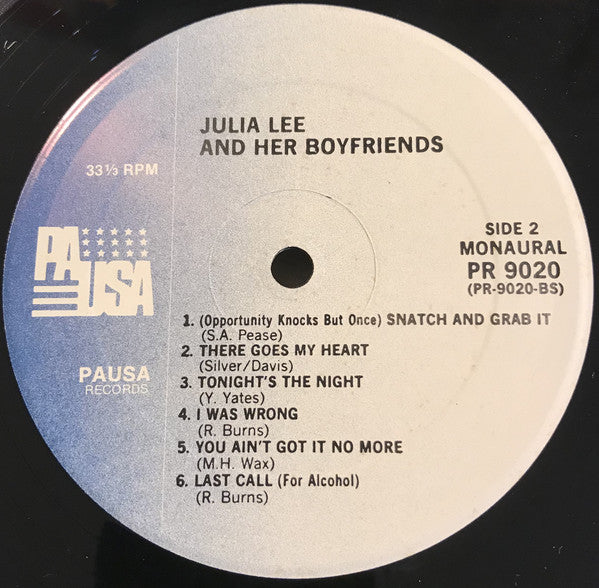 JULIA LEE
AND HER BOYFRIENDS
33⅓ RPM
SIDE 2
MONAURAL
PR 9020
(PR-9020-BS)
PAUSA
PAUSA
RECORDS
1. (Opportunity Knocks But Once) SNATCH AND GRAB IT
(S.A. Pease)
2. THERE GOES MY HEART
(Silver/Davis)
3. TONIGHT'S THE NIGHT
(Y. Yates)
4. I WAS WRONG
(R. Burns)
5. YOU AIN'T GOT IT NO MORE
(M.H. Wax)
6. LAST CALL (For Alcohol)
(R. Burns)